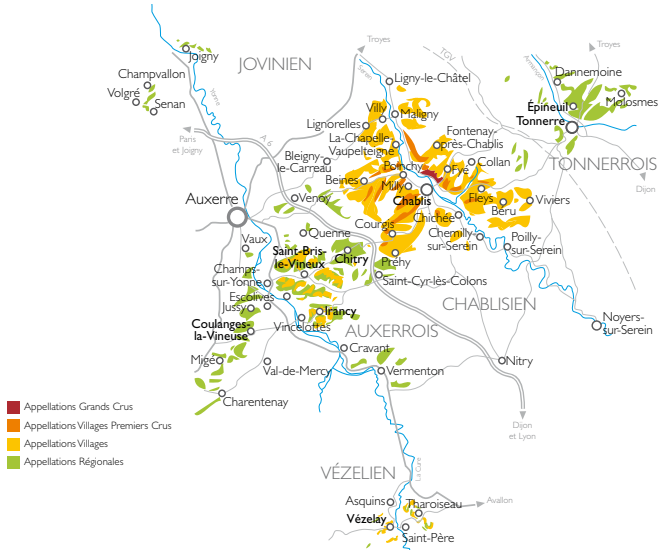 Joigny
JOVINIEN
Troyes
TGV
Troyes
Champvallon
Volgré
Senan
Yonne
Serein
Armançon
Ligny-le-Châtel
Dannemoine
Molosmes
Épineuil
Tonnerre
Villy
Maligny
Lignorelles
La-Chapelle-
Vaupelteigne
Fontenay-
près-Chablis
Paris
et Joigny
A 6
Bleigny-
le-Carreau
Poinchy
Fyé
Collan
TONNERROIS
Dijon
Beines
Milly
Chablis
Fleys
Béru
Viviers
Auxerre
Venoy
Chichée
Courgis
Chemilly-
sur-Serein
Poilly-
sur-Serein
Vaux
Quenne
Saint-Bris-
le-Vineux
Chitry
Préhy
Saint-Cyr-lès-Colons
Champs-
sur-Yonne
Escolives
Jussy
CHABLISIEN
Irancy
Vincelottes
AUXERROIS
Noyers-
sur-Serein
Coulanges-
la-Vineuse
Cravant
Migé
Val-de-Mercy
Vermenton
Nitry
Charentenay
Appellations Grands Crus
Appellations Villages Premiers Crus
Appellations Villages
Appellations Régionales
Dijon
et Lyon
VÉZELIEN
La Cure
Asquins
Tharoiseau
Avallon
Vézelay
Saint-Père